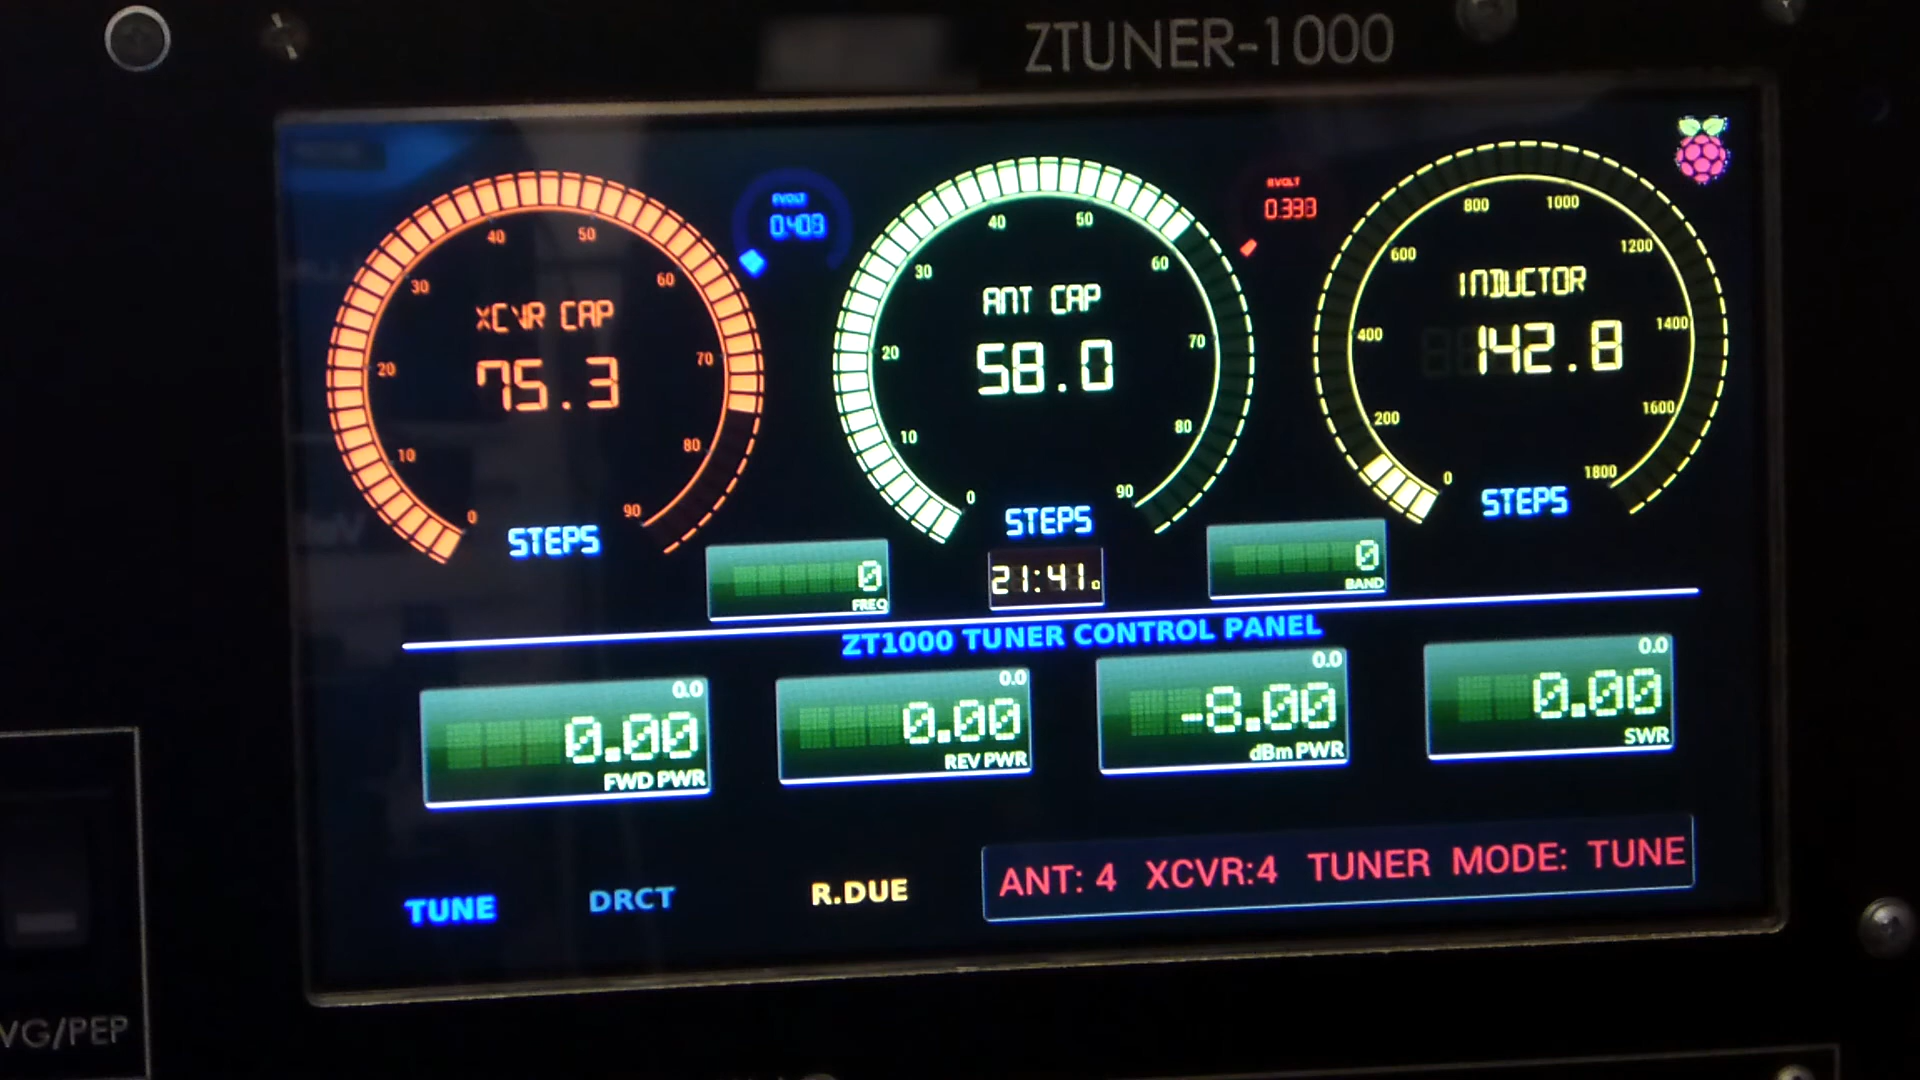 ZTUNER-1000
XCVR CAP
75.3
0 10 20 30 40 50 60 70 80 90
STEPS
FVOLT
0.403
ANT CAP
58.0
0 10 20 30 40 50 60 70 80 90
STEPS
RVOLT
0.333
INDUCTOR
142.8
0 200 400 600 800 1000 1200 1400 1600 1800
STEPS
0
FREQ
21:41
0
BAND
ZT1000 TUNER CONTROL PANEL
0.0
0.00
FWD PWR
0.0
0.00
REV PWR
0.0
-8.00
dBm PWR
0.0
0.00
SWR
TUNE
DRCT
R.DUE
ANT: 4 XCVR:4 TUNER MODE: TUNE
VG/PEP